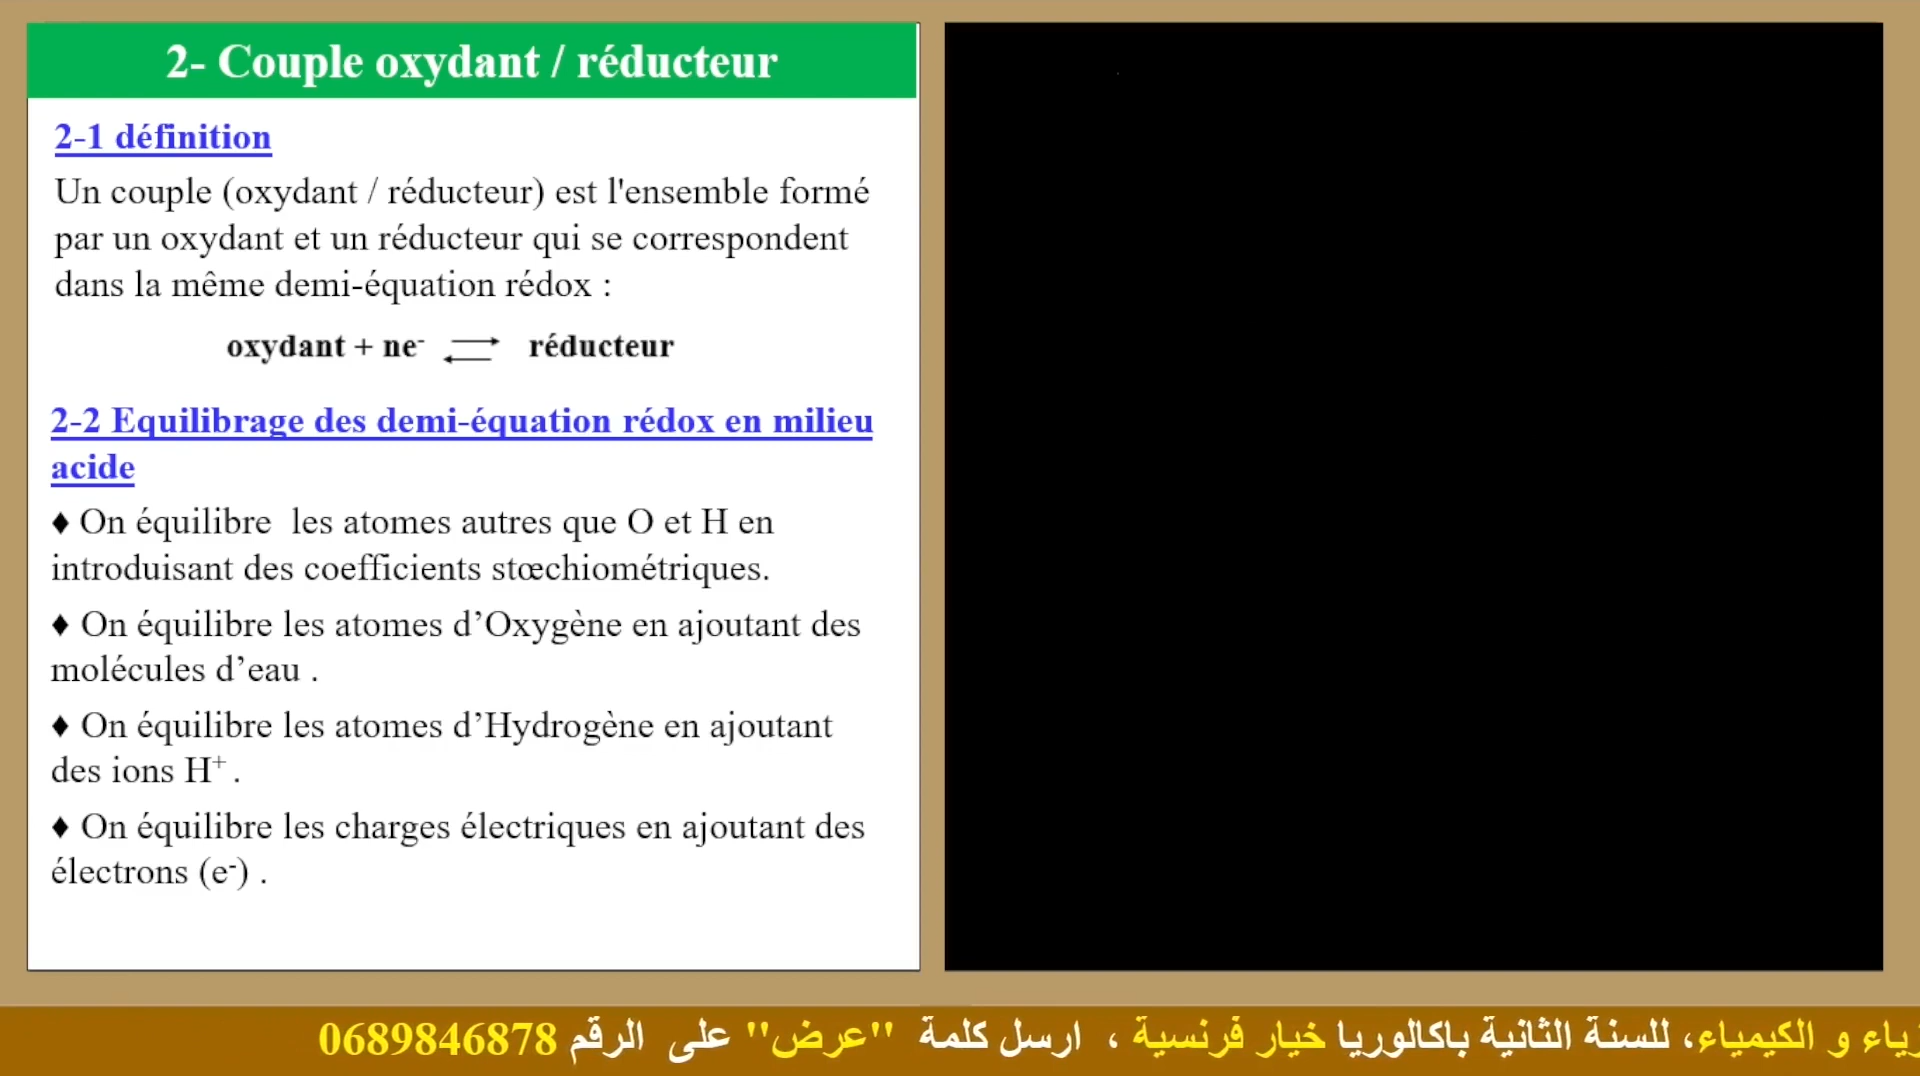 2- Couple oxydant / réducteur
2-1 définition
Un couple (oxydant / réducteur) est l'ensemble formé
par un oxydant et un réducteur qui se correspondent
dans la même demi-équation rédox :
oxydant + ne⁻ ⇄ réducteur
2-2 Equilibrage des demi-équation rédox en milieu
acide
♦ On équilibre les atomes autres que O et H en
introduisant des coefficients stœchiométriques.
♦ On équilibre les atomes d’Oxygène en ajoutant des
molécules d’eau .
♦ On équilibre les atomes d’Hydrogène en ajoutant
des ions H⁺ .
♦ On équilibre les charges électriques en ajoutant des
électrons (e⁻) .
و الكيمياء، للسنة الثانية باكالوريا خيار فرنسية ، ارسل كلمة ''عرض'' على الرقم 0689846878